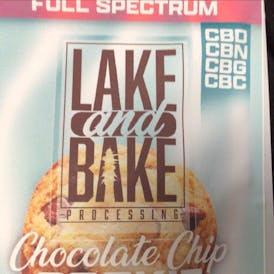 FULL SPECTRUM
CBD
CBN
CBG
CBC
LAKE
and
BAKE
PROCESSING
Chocolate Chip